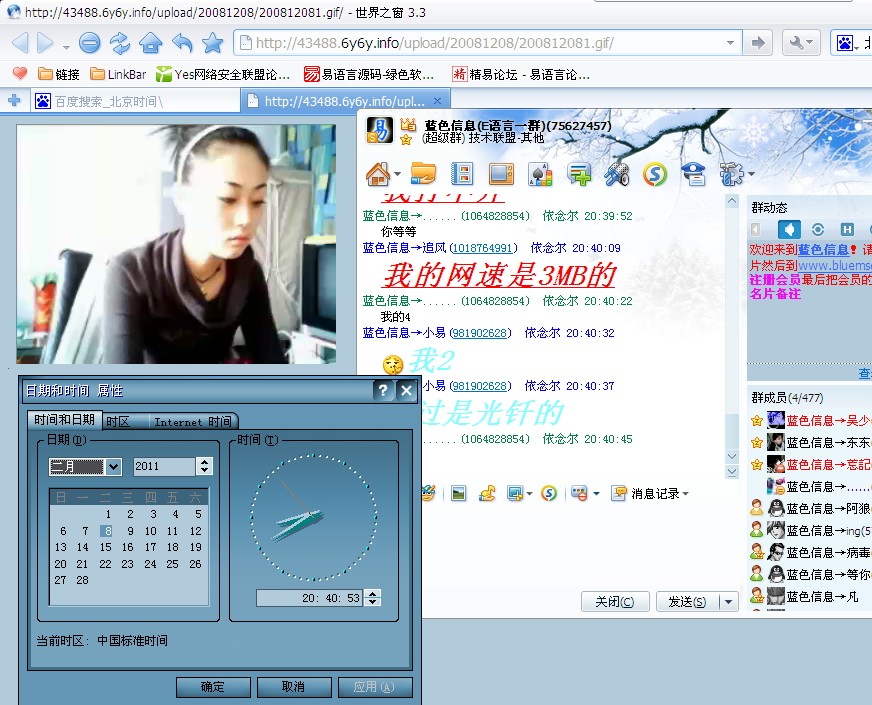 http://43488.6y6y.info/upload/20081208/200812081.gif/ - 世界之窗 3.3
http://43488.6y6y.info/upload/20081208/200812081.gif/
链接
LinkBar
Yes网络安全联盟论...
易语言源码-绿色软...
精易论坛 - 易语言论...
百度搜索_北京时间\
http://43488.6y6y.info/upl...
蓝色信息(E语言一群)(75627457)
(超级群) 技术联盟-其他
蓝色信息→......(1064828854) 依念尔 20:39:52
你等等
蓝色信息→追风(1018764991) 依念尔 20:40:09
我的网速是3MB的
蓝色信息→......(1064828854) 依念尔 20:40:22
我的4
蓝色信息→小易(981902628) 依念尔 20:40:32
我2
小易(981902628) 依念尔 20:40:37
过是光钎的
......(1064828854) 依念尔 20:40:45
消息记录
关闭(C)
发送(S)
群动态
欢迎来到蓝色信息！请
片然后到www.bluems
注册会员最后把会员的
名片备注
查
群成员(4/477)
蓝色信息→吴少
蓝色信息→东东
蓝色信息→莣記
蓝色信息→......
蓝色信息→阿狼
蓝色信息→ing(5
蓝色信息→病毒
蓝色信息→等你
蓝色信息→凡
日期和时间 属性
时间和日期
时区
Internet 时间
日期(D)
二月
2011
日 一 二 三 四 五 六
1 2 3 4 5
6 7 8 9 10 11 12
13 14 15 16 17 18 19
20 21 22 23 24 25 26
27 28
时间(T)
20: 40: 53
当前时区: 中国标准时间
确定
取消
应用(A)